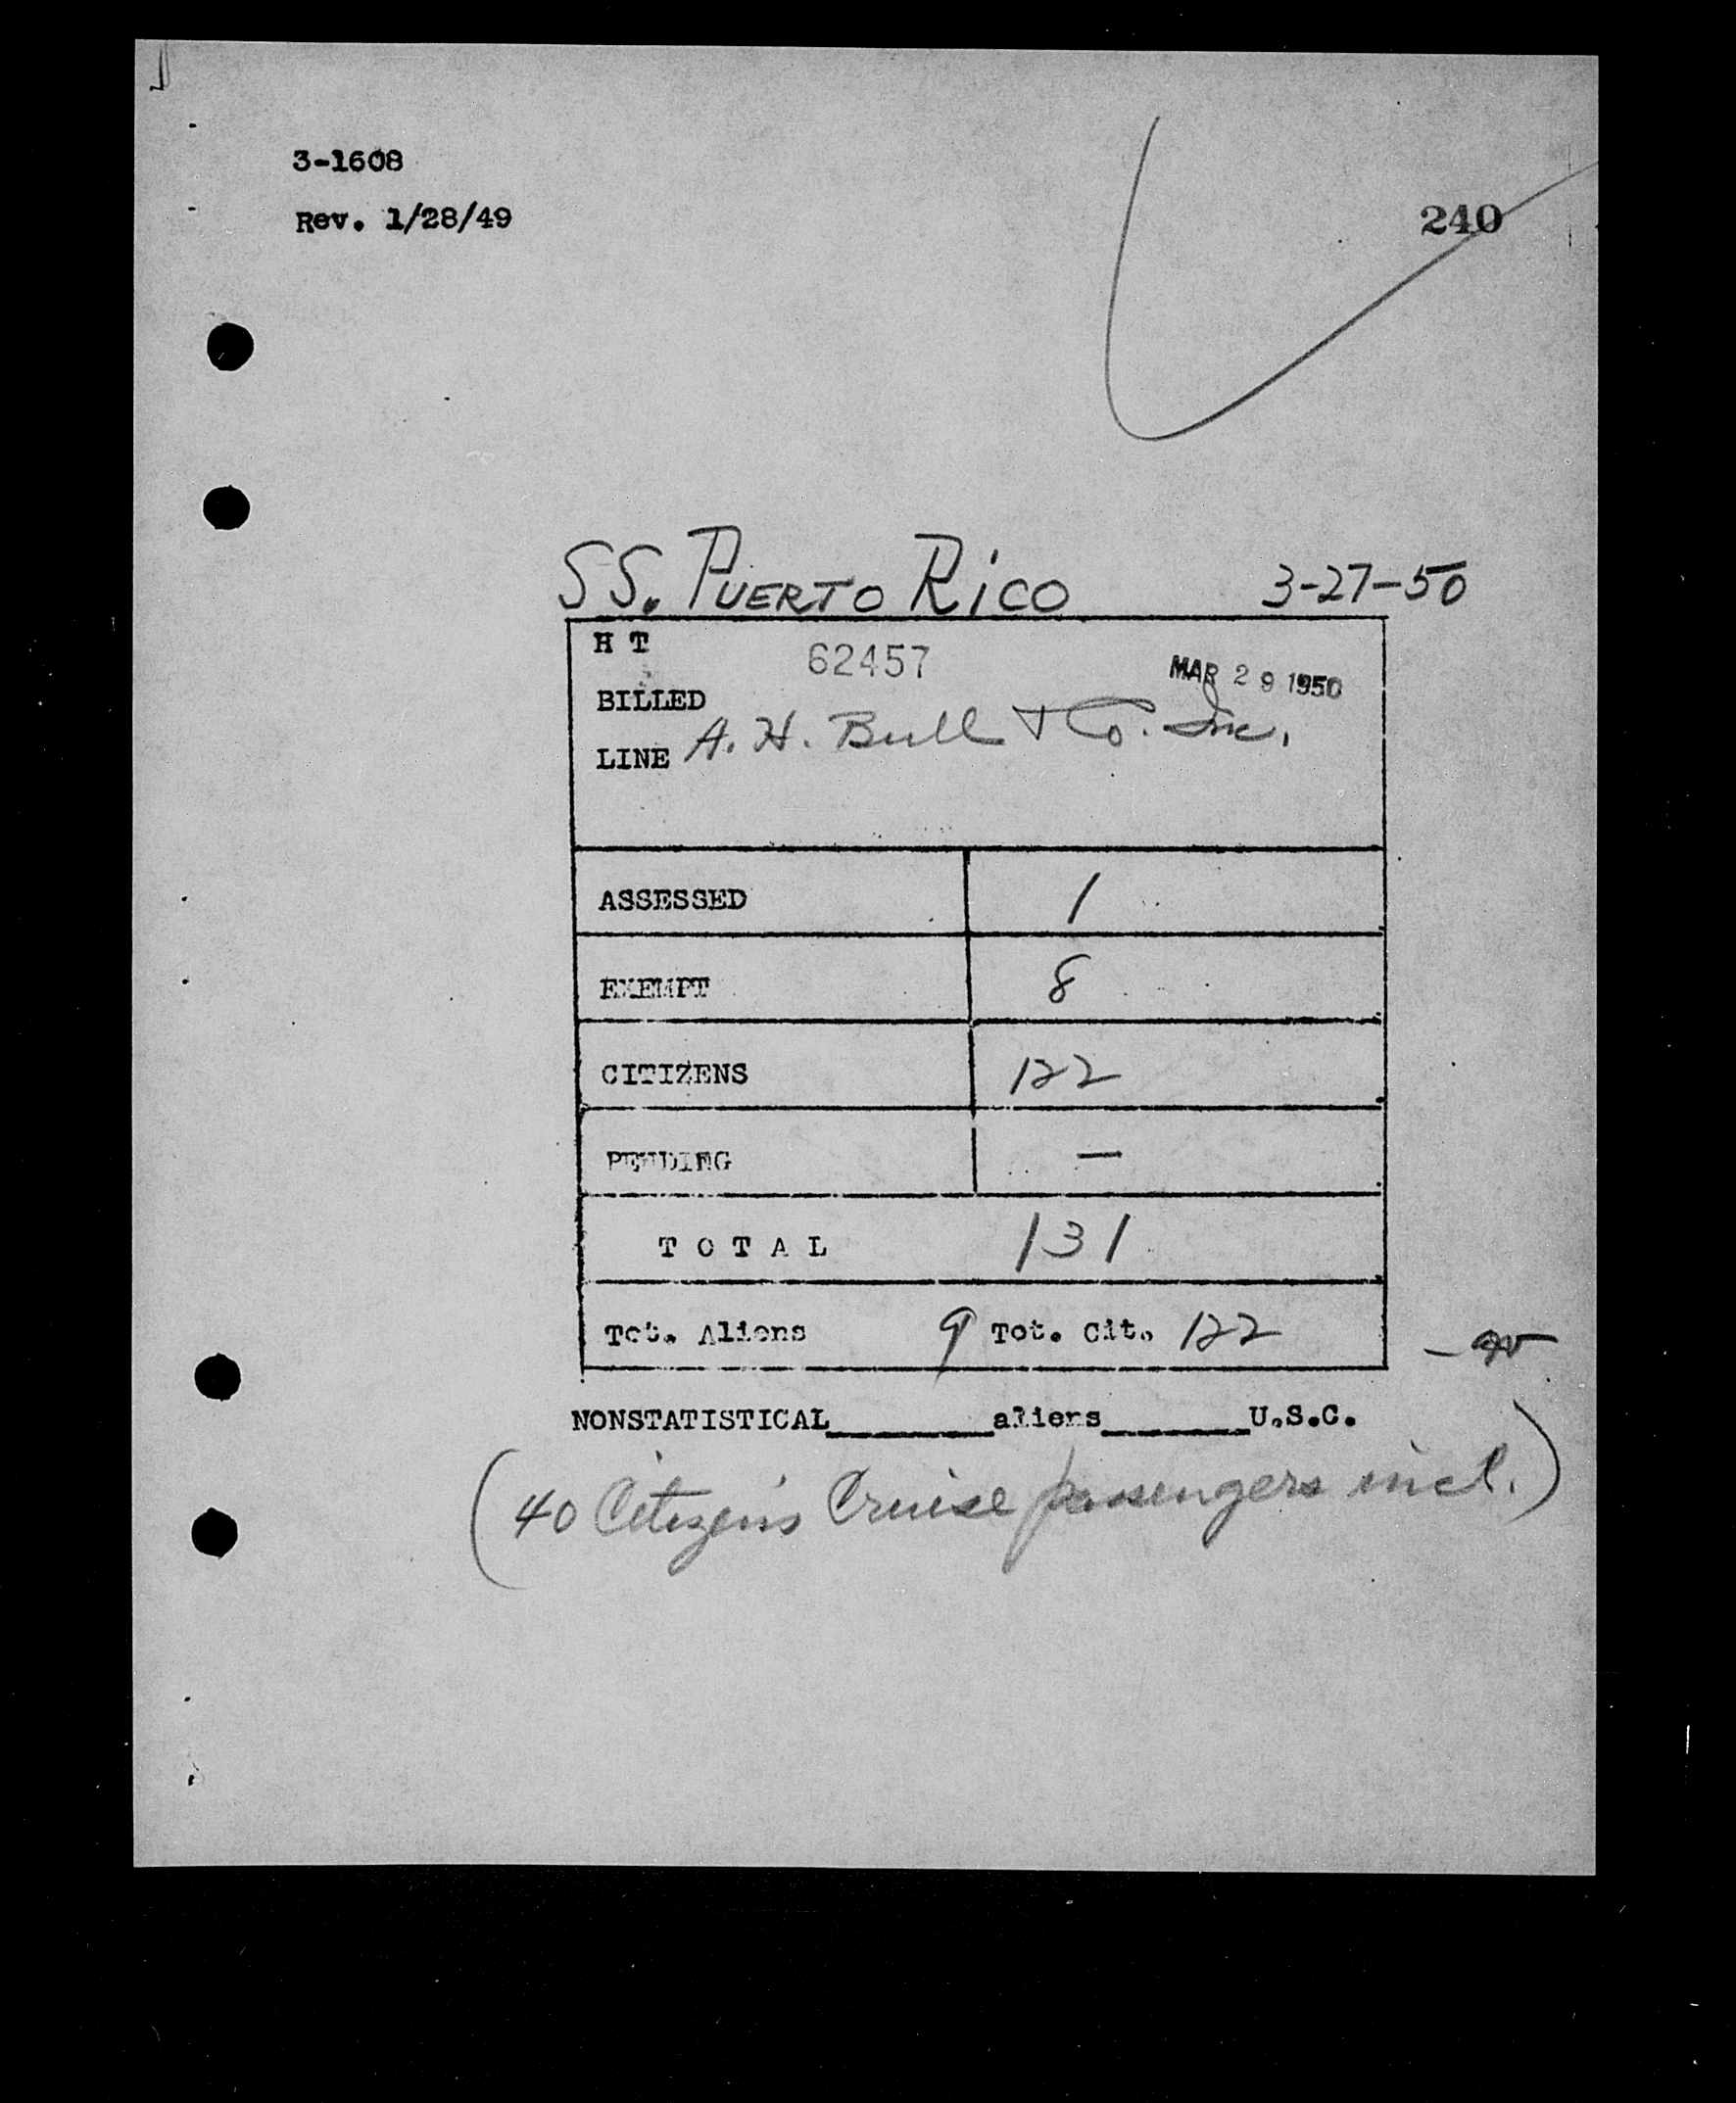 3-1608
Rev. 1/28/49
240
SS. PUERTO RICO 3-27-50
H T 62457 MAR 29 1950
BILLED
LINE A. H. Bull & Co. Inc.
ASSESSED 1
EXEMPT 8
CITIZENS 122
PENDING —
TOTAL 131
Tot. Aliens 9 Tot. Cit. 122
NONSTATISTICAL________aliens________U.S.C.
(40 Citizens Cruise passengers incl.)